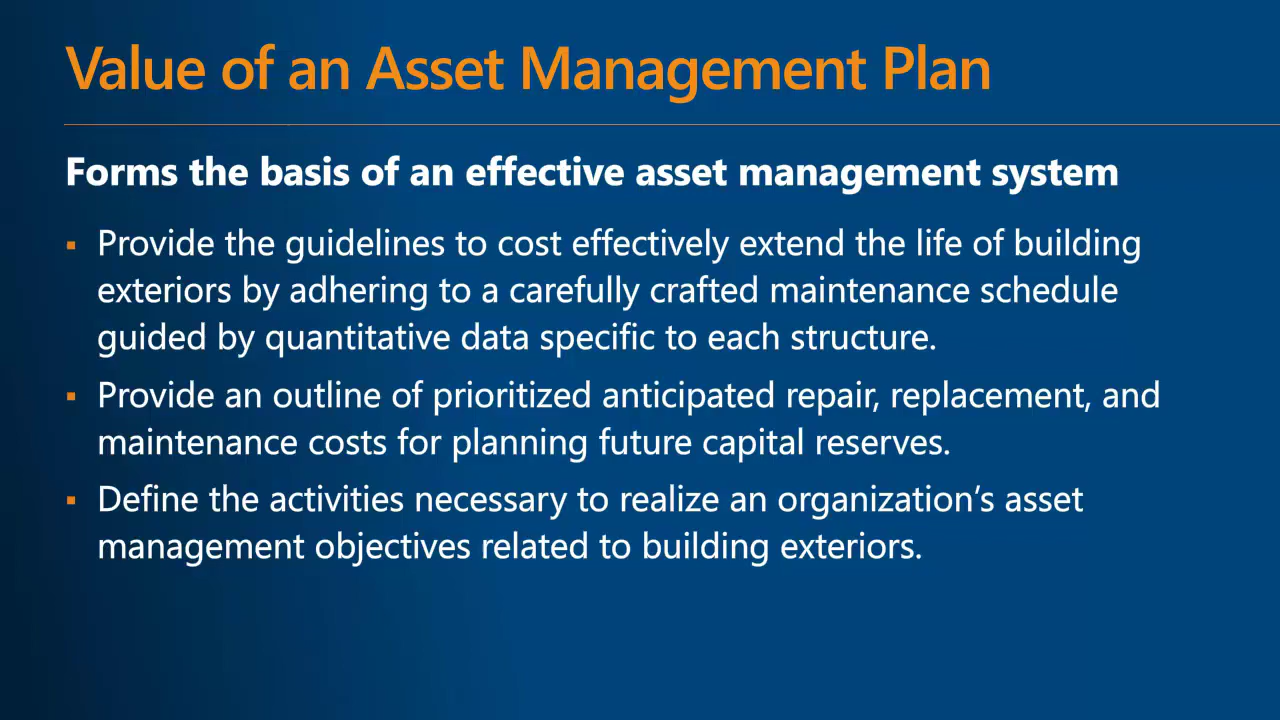 Value of an Asset Management Plan
Forms the basis of an effective asset management system
▪ Provide the guidelines to cost effectively extend the life of building
exteriors by adhering to a carefully crafted maintenance schedule
guided by quantitative data specific to each structure.
▪ Provide an outline of prioritized anticipated repair, replacement, and
maintenance costs for planning future capital reserves.
▪ Define the activities necessary to realize an organization’s asset
management objectives related to building exteriors.